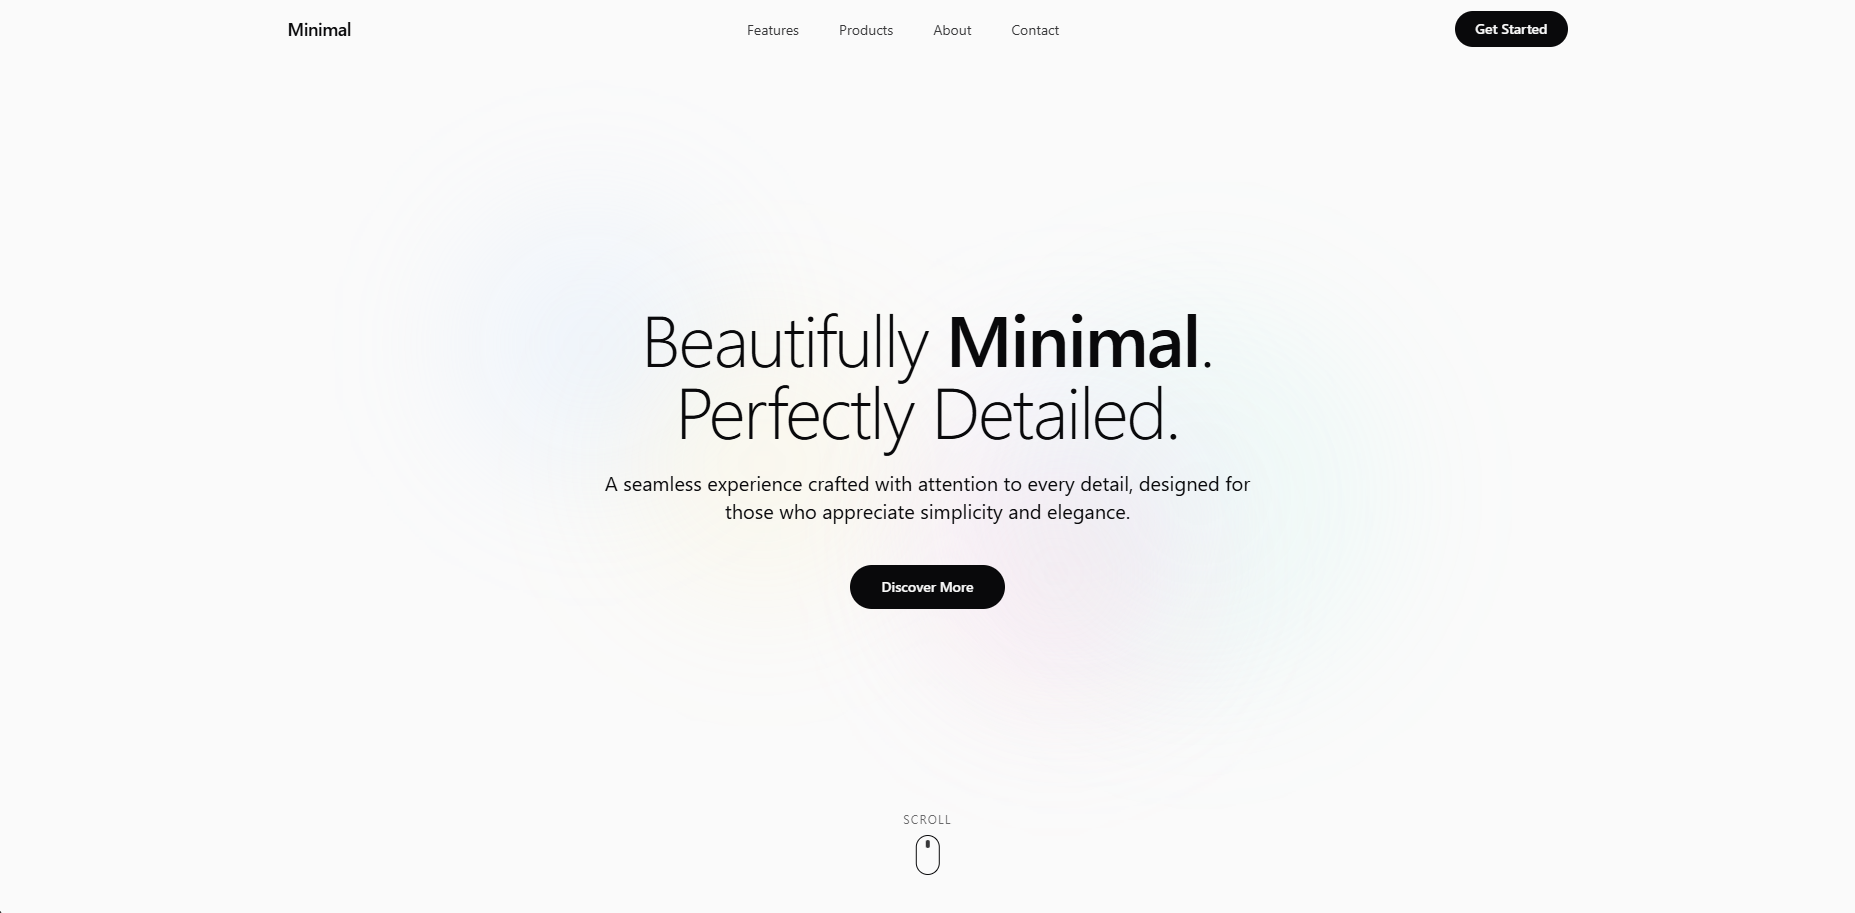 Minimal
Features Products About Contact
Get Started
Beautifully Minimal.
Perfectly Detailed.
A seamless experience crafted with attention to every detail, designed for
those who appreciate simplicity and elegance.
Discover More
SCROLL